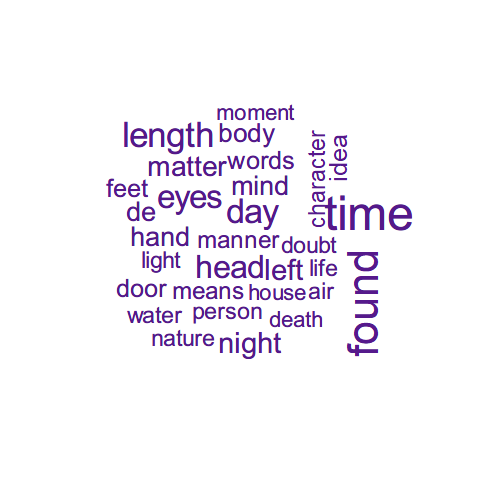 moment
length body
character
idea
matter words
feet eyes mind
de day time
hand manner doubt
light head left life
found
door means house air
water person death
nature night